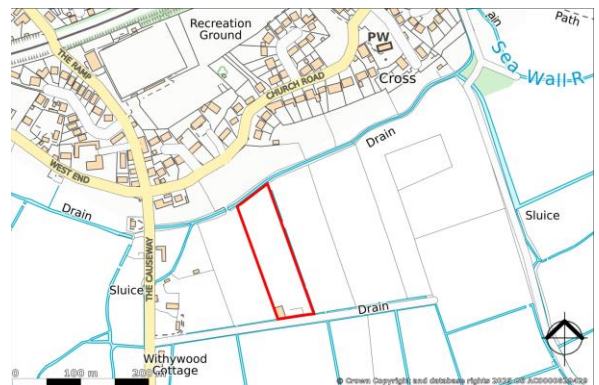 Recreation
Ground
PW
Path
THE RAMP
Sea Wall R
CHURCH ROAD
Cross
Drain
WEST END
Drain
Sluice
THE CAUSEWAY
Sluice
Drain
Withywood
Cottage
0 100 m 200 m
© Crown Copyright and database rights